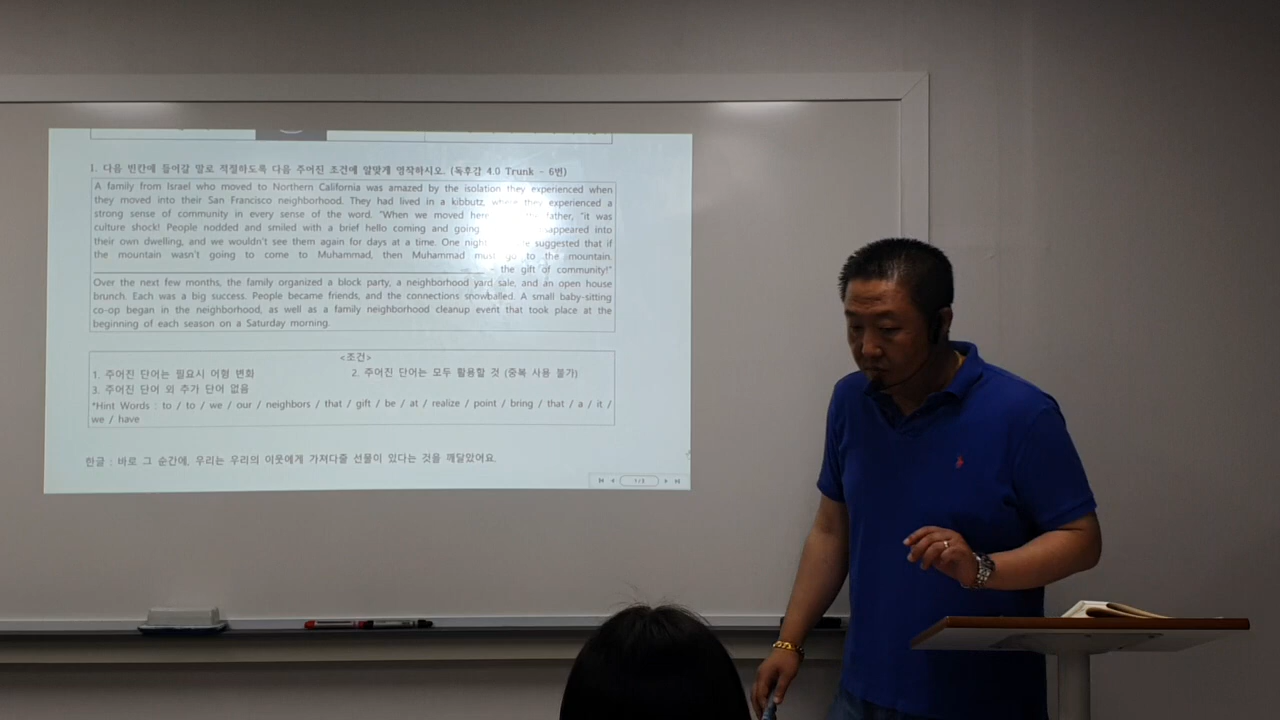 1. 다음 빈칸에 들어갈 말로 적절하도록 다음 주어진 조건에 알맞게 영작하시오. (독후감 4.0 Trunk - 6번)
A family from Israel who moved to Northern California was amazed by the isolation they experienced when
they moved into their San Francisco neighborhood. They had lived in a kibbutz, where they experienced a
strong sense of community in every sense of the word. "When we moved here father, "it was
culture shock! People nodded and smiled with a brief hello coming and going
their own dwelling, and we wouldn't see them again for days at a time. One night suggested that if
the mountain wasn't going to come to Muhammad, then Muhammad must go to the mountain.
- the gift of community!"
Over the next few months, the family organized a block party, a neighborhood yard sale, and an open house
brunch. Each was a big success. People became friends, and the connections snowballed. A small baby-sitting
co-op began in the neighborhood, as well as a family neighborhood cleanup event that took place at the
beginning of each season on a Saturday morning.
<조건>
1. 주어진 단어는 필요시 어형 변화 2. 주어진 단어는 모두 활용할 것 (중복 사용 불가)
3. 주어진 단어 외 추가 단어 없음
*Hint Words : to / to / we / our / neighbors / that / gift / be / at / realize / point / bring / that / a / it /
we / have
한글 : 바로 그 순간에, 우리는 우리의 이웃에게 가져다줄 선물이 있다는 것을 깨달았어요.